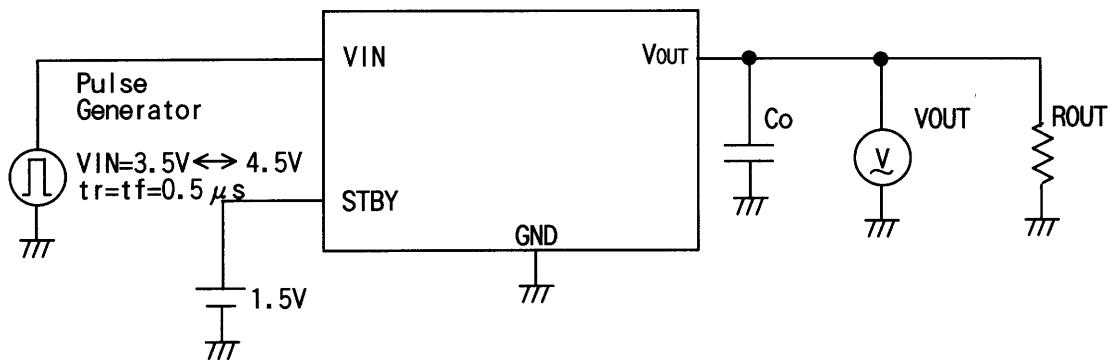 VIN
VOUT
Pulse
Generator
VIN=3.5V↔4.5V
tr=tf=0.5μs
STBY
GND
1.5V
Co
VOUT
V
ROUT